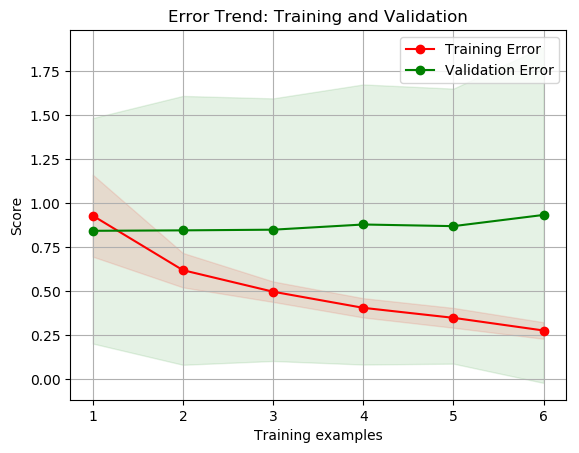 Error Trend: Training and Validation
Training Error
Validation Error
Score
1.75
1.50
1.25
1.00
0.75
0.50
0.25
0.00
1 2 3 4 5 6
Training examples